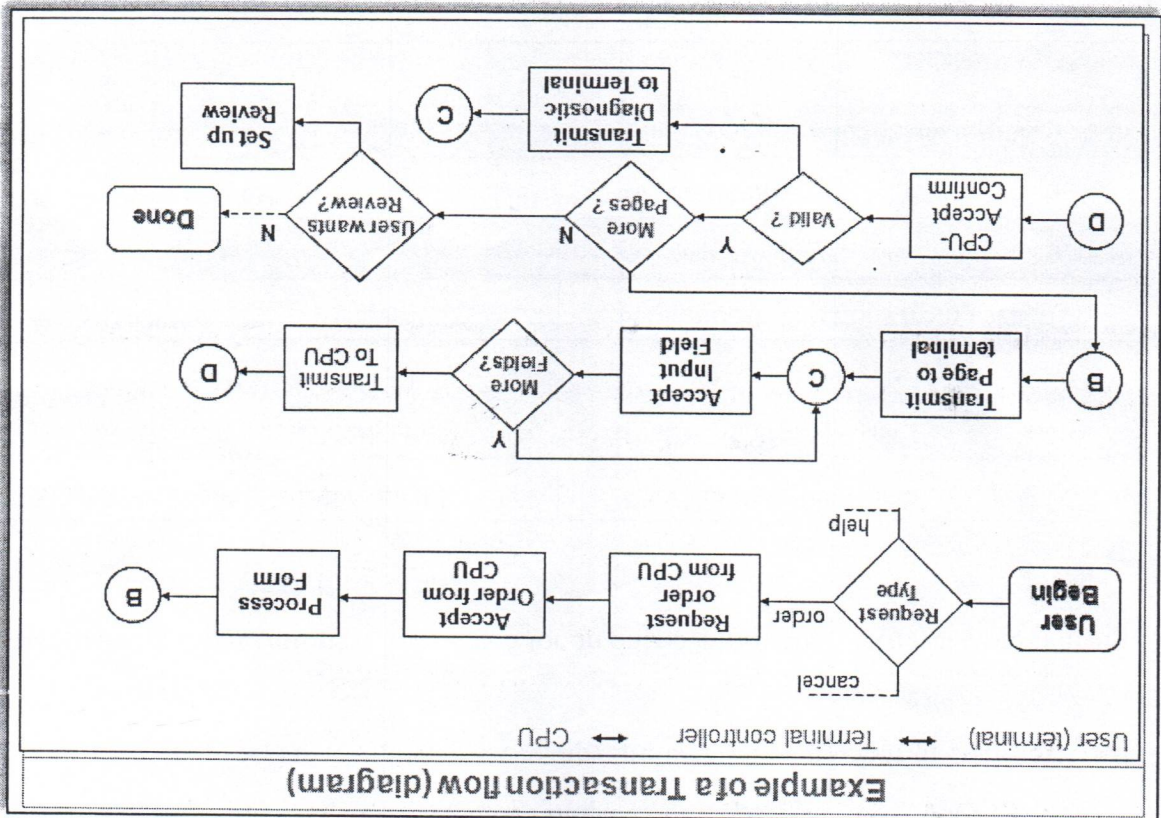 Example of a Transaction flow (diagram)
User (terminal) ↔ Terminal controller ↔ CPU
cancel
User
Begin
Request
Type
order
help
Request
order
from CPU
Accept
Order from
CPU
Process
Form
B
Y
B
Transmit
Page to
terminal
C
Accept
Input
Field
More
Fields?
Transmit
To CPU
D
D
CPU-
Accept
Confirm
Valid ?
Y
More
Pages ?
N
User wants
Review?
N
Done
Transmit
Diagnostic
to Terminal
C
Set up
Review